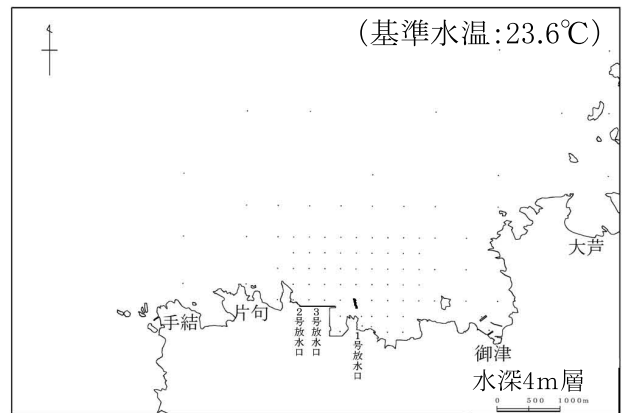 (基準水温:23.6℃)
大芦
片句
手結
2号放水口
3号放水口
1号放水口
御津
水深4m層
0 500 1000m